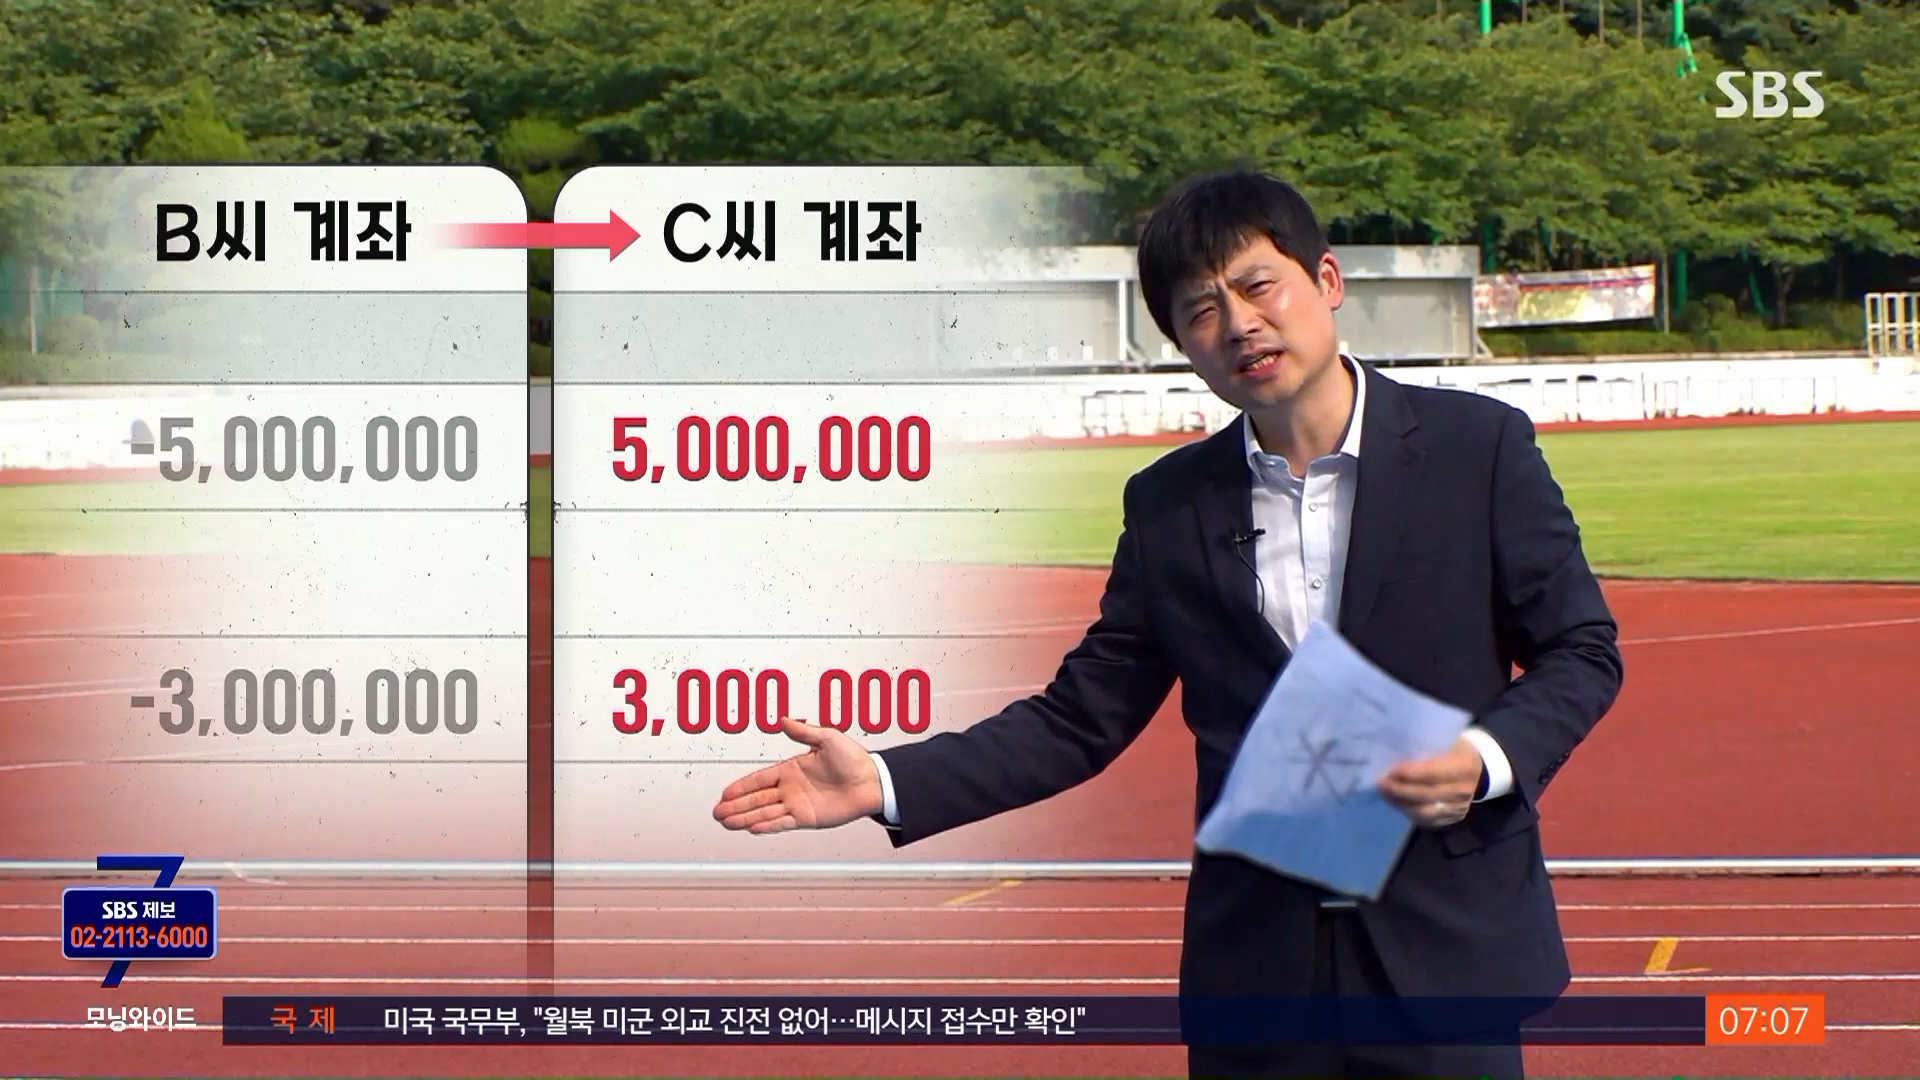 SBS
B씨 계좌 → C씨 계좌
-5,000,000 5,000,000
-3,000,000 3,000,000
7
SBS 제보
02-2113-6000
모닝와이드
국제 미국 국무부, "월북 미군 외교 진전 없어…메시지 접수만 확인" 07:07